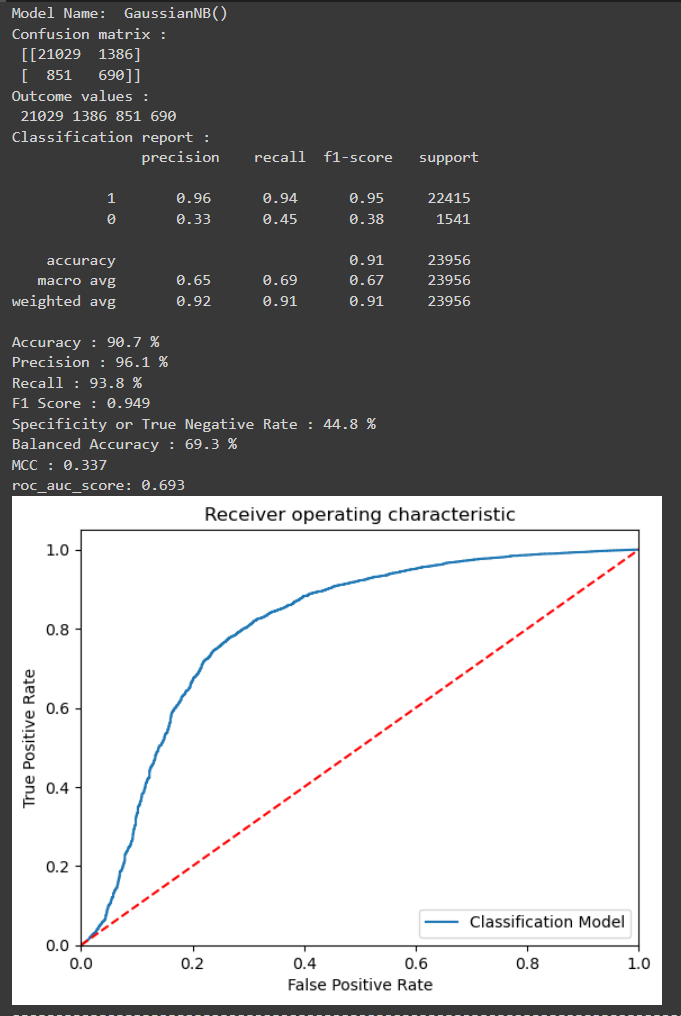 Model Name:  GaussianNB()
Confusion matrix :
 [[21029  1386]
 [  851   690]]
Outcome values :
 21029 1386 851 690
Classification report :
              precision    recall  f1-score   support
           1       0.96      0.94      0.95     22415
           0       0.33      0.45      0.38      1541
    accuracy                           0.91     23956
   macro avg       0.65      0.69      0.67     23956
weighted avg       0.92      0.91      0.91     23956
Accuracy : 90.7 %
Precision : 96.1 %
Recall : 93.8 %
F1 Score : 0.949
Specificity or True Negative Rate : 44.8 %
Balanced Accuracy : 69.3 %
MCC : 0.337
roc_auc_score: 0.693
Receiver operating characteristic
True Positive Rate
1.0
0.8
0.6
0.4
0.2
0.0
Classification Model
0.0 0.2 0.4 0.6 0.8 1.0
False Positive Rate